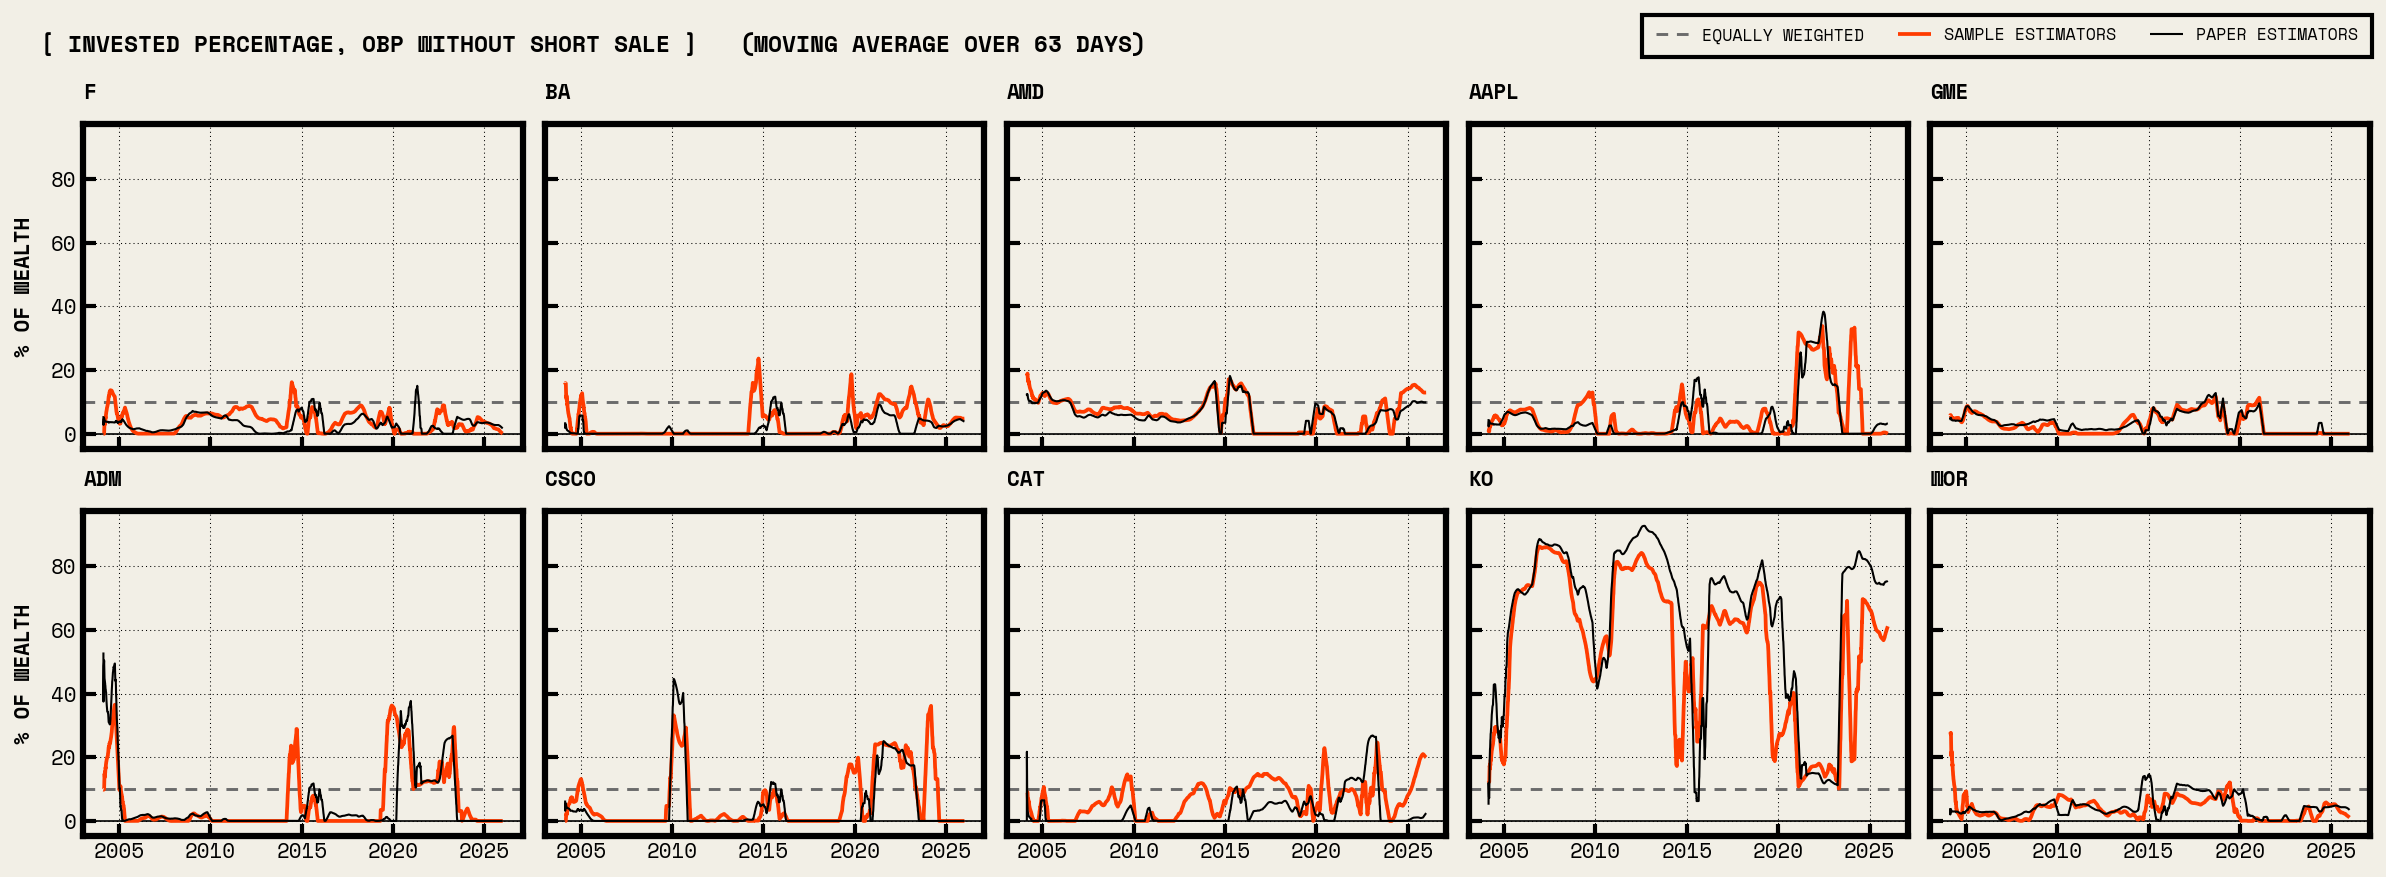 [ INVESTED PERCENTAGE, OBP WITHOUT SHORT SALE ] (MOVING AVERAGE OVER 63 DAYS)
EQUALLY WEIGHTED SAMPLE ESTIMATORS PAPER ESTIMATORS
F BA AMD AAPL GME
% OF WEALTH
80
60
40
20
0
ADM CSCO CAT KO WOR
% OF WEALTH
80
60
40
20
0
2005 2010 2015 2020 2025 2005 2010 2015 2020 2025 2005 2010 2015 2020 2025 2005 2010 2015 2020 2025 2005 2010 2015 2020 2025